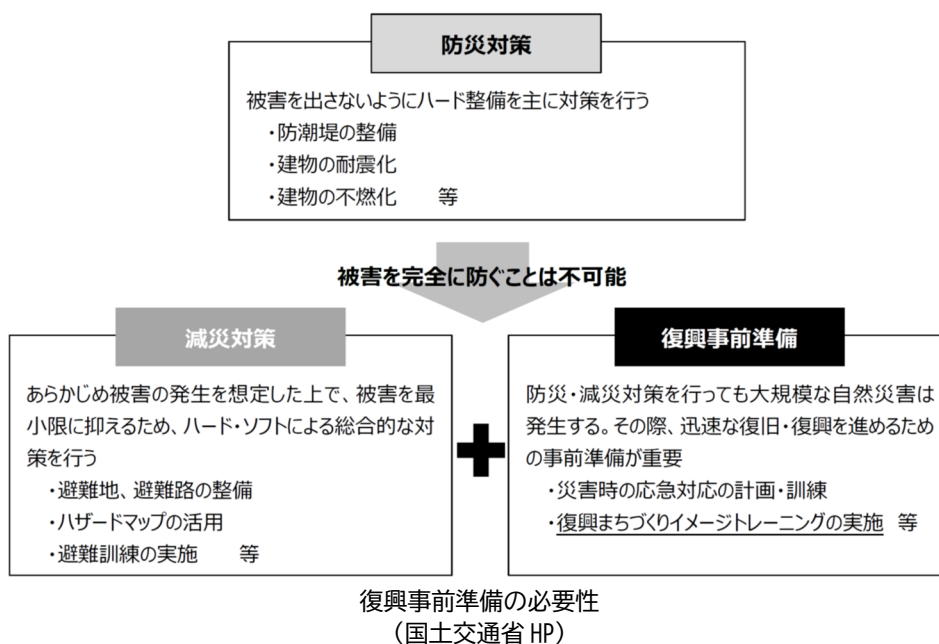 防災対策
被害を出さないようにハード整備を主に対策を行う
・防潮堤の整備
・建物の耐震化
・建物の不燃化　　等
被害を完全に防ぐことは不可能
減災対策
あらかじめ被害の発生を想定した上で、被害を最
小限に抑えるため、ハード・ソフトによる総合的な対
策を行う
・避難地、避難路の整備
・ハザードマップの活用
・避難訓練の実施　　等
復興事前準備
防災・減災対策を行っても大規模な自然災害は
発生する。その際、迅速な復旧・復興を進めるため
の事前準備が重要
・災害時の応急対応の計画・訓練
・復興まちづくりイメージトレーニングの実施　等
復興事前準備の必要性
（国土交通省 HP）